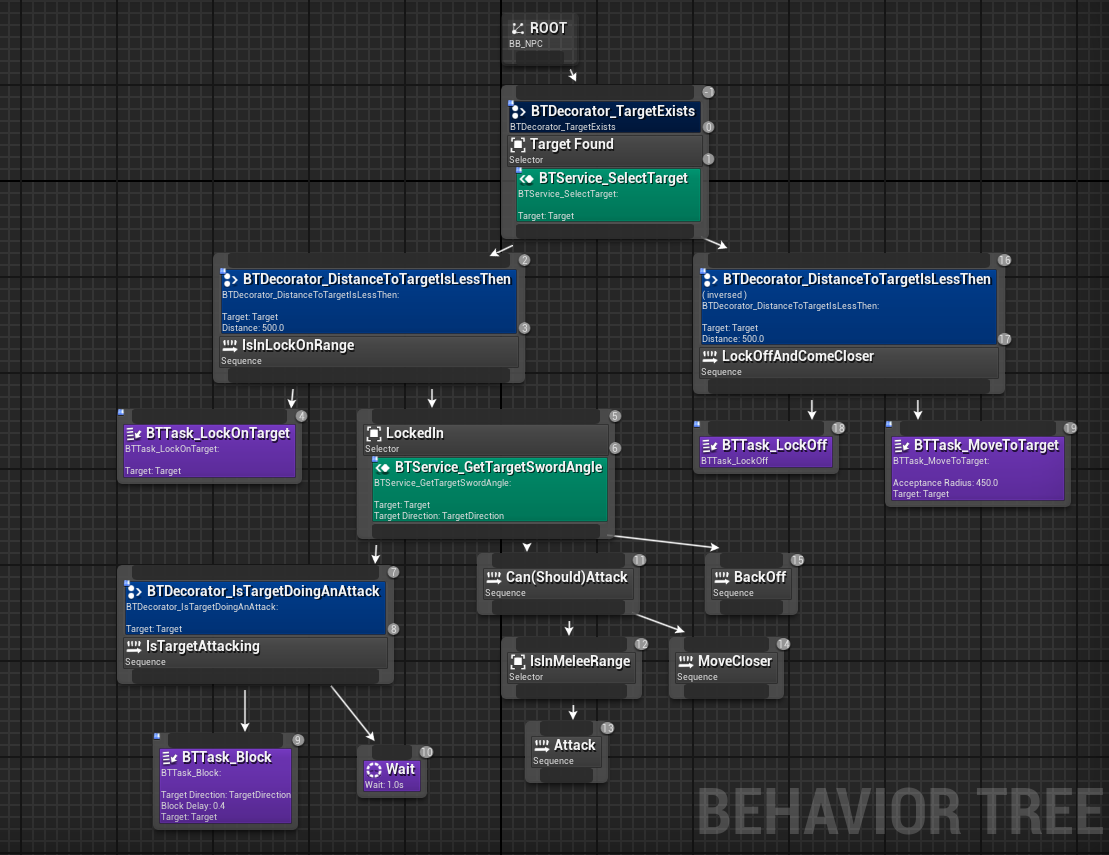 ROOT
BB_NPC
-1
BTDecorator_TargetExists
BTDecorator_TargetExists
0
Target Found
Selector
1
BTService_SelectTarget
BTService_SelectTarget:
Target: Target
2
BTDecorator_DistanceToTargetIsLessThen
BTDecorator_DistanceToTargetIsLessThen:
Target: Target
Distance: 500.0
3
IsInLockOnRange
Sequence
16
BTDecorator_DistanceToTargetIsLessThen
( inversed )
BTDecorator_DistanceToTargetIsLessThen:
Target: Target
Distance: 500.0
17
LockOffAndComeCloser
Sequence
4
BTTask_LockOnTarget
BTTask_LockOnTarget:
Target: Target
5
LockedIn
Selector
6
BTService_GetTargetSwordAngle
BTService_GetTargetSwordAngle:
Target: Target
Target Direction: TargetDirection
18
BTTask_LockOff
BTTask_LockOff
19
BTTask_MoveToTarget
BTTask_MoveToTarget:
Acceptance Radius: 450.0
Target: Target
7
BTDecorator_IsTargetDoingAnAttack
BTDecorator_IsTargetDoingAnAttack:
Target: Target
8
IsTargetAttacking
Sequence
11
Can(Should)Attack
Sequence
15
BackOff
Sequence
12
IsInMeleeRange
Selector
14
MoveCloser
Sequence
9
BTTask_Block
BTTask_Block:
Target Direction: TargetDirection
Block Delay: 0.4
Target: Target
10
Wait
Wait: 1.0s
13
Attack
Sequence
BEHAVIOR TREE